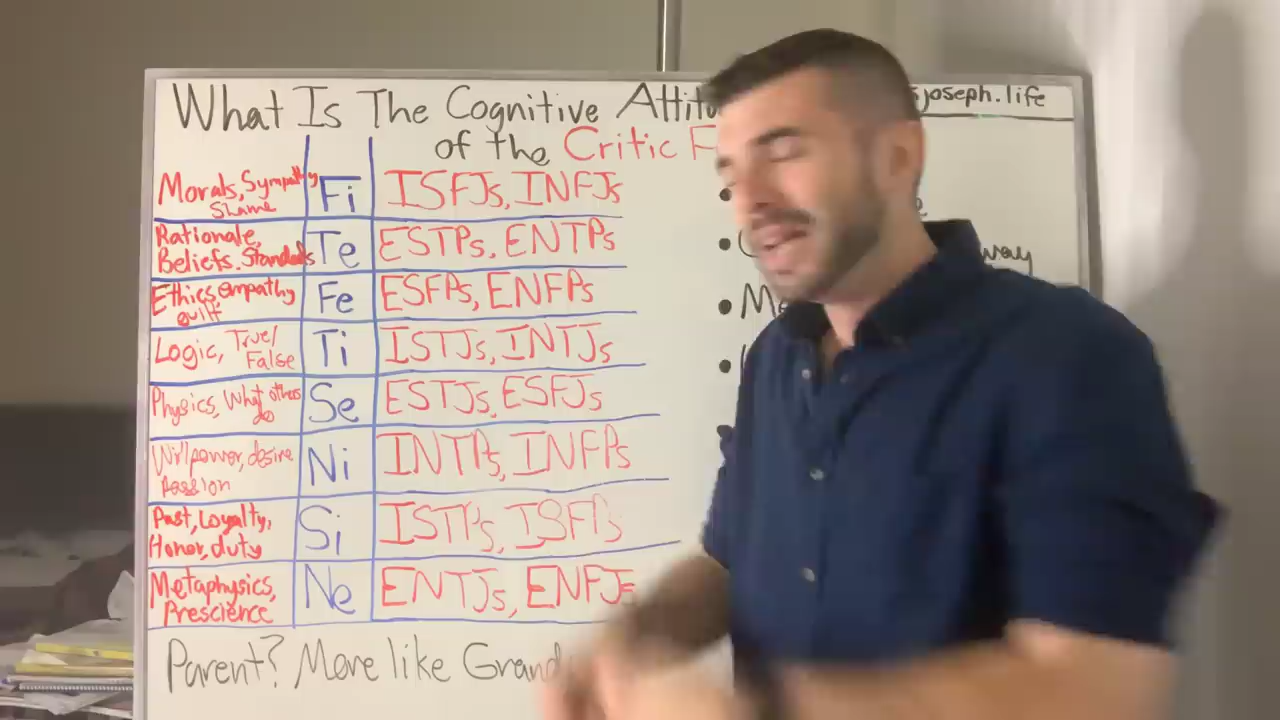 What Is The Cognitive
joseph.life
of the Critic
Morals, Sympathy
Shame
Fi
ISFJs, INFJs
Rationale,
Beliefs, Standards
Te
ESTPs, ENTPs
Ethics, empathy
guilt
Fe
ESFPs, ENFPs
Logic, True/
False
Ti
ISTJs, INTJs
Physics, What others
do
Se
ESTJs, ESFJs
Willpower, desire
Passion
Ni
INTPs, INFPs
Past, Loyalty,
Honor, duty
Si
ISTPs, ISFPs
Metaphysics,
Prescience
Ne
ENTJs, ENFJs
way
Parent? More like